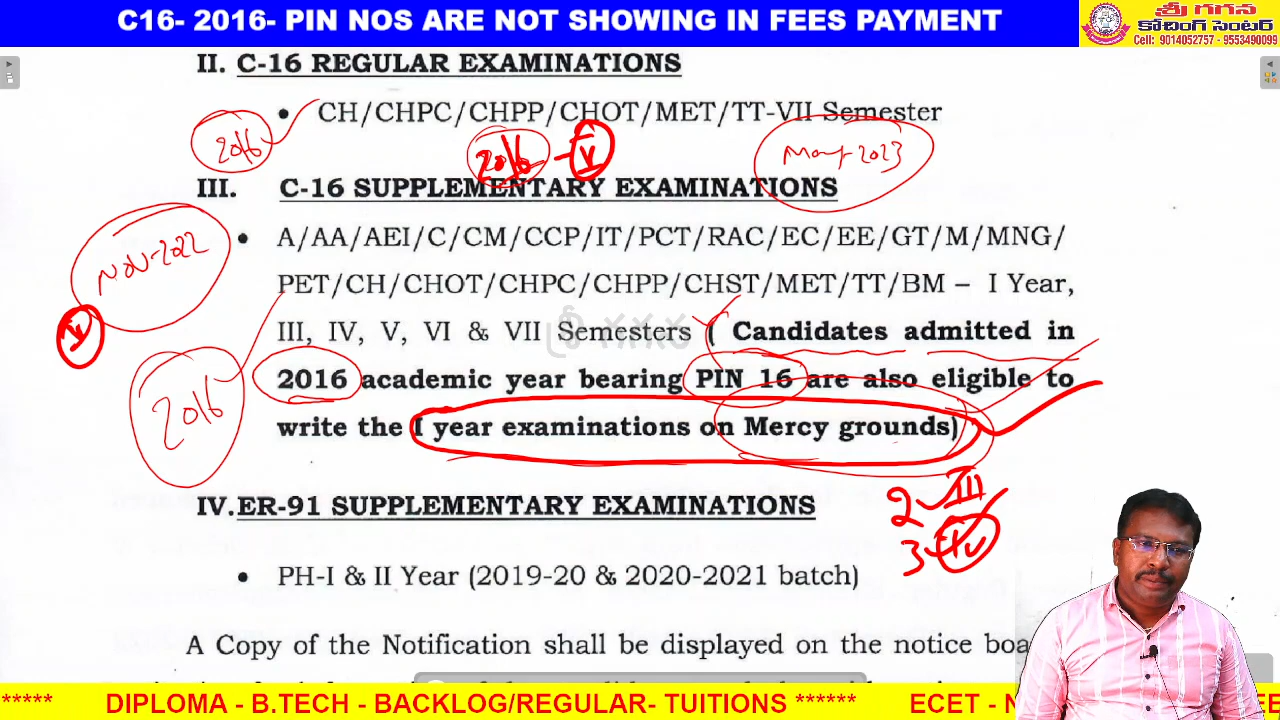 C16- 2016- PIN NOS ARE NOT SHOWING IN FEES PAYMENT
శ్రీ గగన
కోచింగ్ సెంటర్
Cell: 9014052757 - 9553490099
II. C-16 REGULAR EXAMINATIONS
• CH/CHPC/CHPP/CHOT/MET/TT-VII Semester
2016
2016 - V
III. C-16 SUPPLEMENTARY EXAMINATIONS
• A/AA/AEI/C/CM/CCP/IT/PCT/RAC/EC/EE/GT/M/MNG/
PET/CH/CHOT/CHPC/CHPP/CHST/MET/TT/BM – I Year,
III, IV, V, VI & VII Semesters ( Candidates admitted in
2016 academic year bearing PIN 16 are also eligible to
write the I year examinations on Mercy grounds)
NOV-2022
V
2016
2 III
3 IV
IV.ER-91 SUPPLEMENTARY EXAMINATIONS
• PH-I & II Year (2019-20 & 2020-2021 batch)
A Copy of the Notification shall be displayed on the notice
***** DIPLOMA - B.TECH - BACKLOG/REGULAR- TUITIONS ****** ECET -